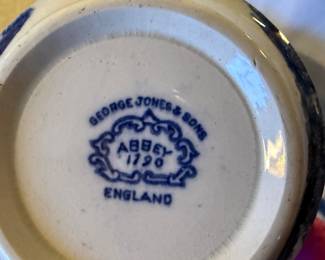 GEORGE JONES & SONS
ABBEY
1790
ENGLAND